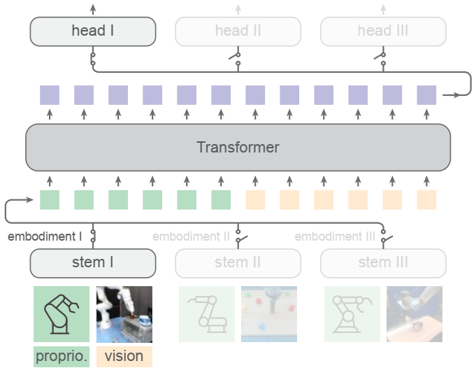 head I
head II
head III
Transformer
embodiment I
embodiment II
embodiment III
stem I
stem II
stem III
proprio.
vision